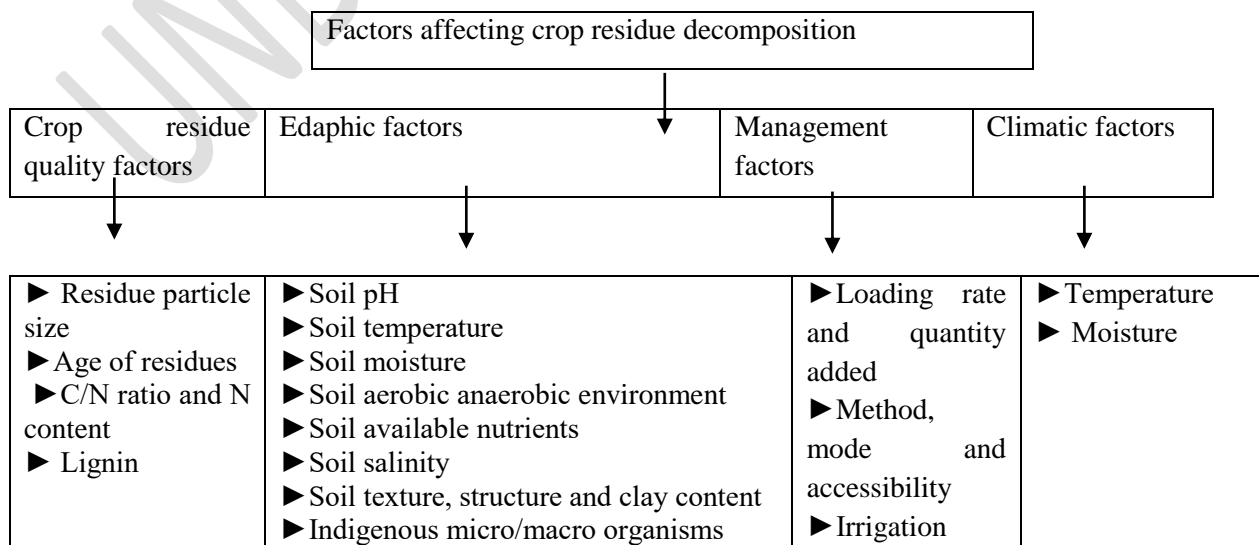 Factors affecting crop residue decomposition
Crop residue
quality factors
Edaphic factors
Management
factors
Climatic factors
► Residue particle
size
►Age of residues
►C/N ratio and N
content
► Lignin
►Soil pH
►Soil temperature
►Soil moisture
►Soil aerobic anaerobic environment
►Soil available nutrients
►Soil salinity
►Soil texture, structure and clay content
►Indigenous micro/macro organisms
►Loading rate
and quantity
added
►Method,
mode and
accessibility
►Irrigation
►Temperature
► Moisture